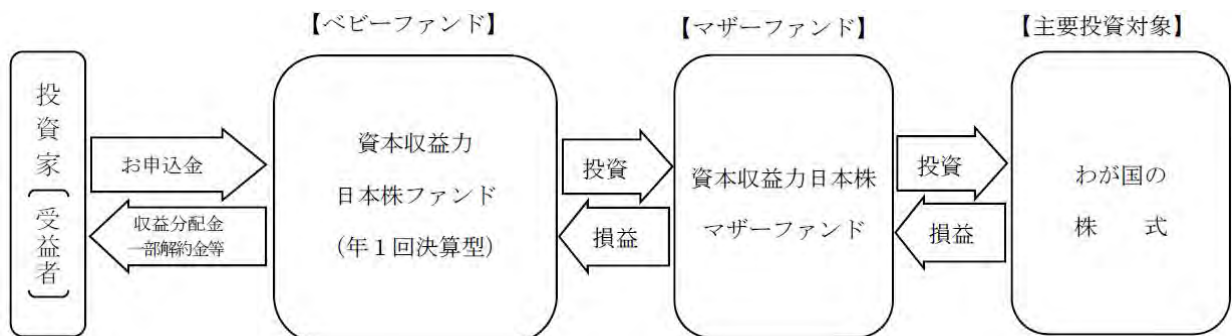 【ベビーファンド】
【マザーファンド】
【主要投資対象】
投資家
(受益者)
お申込金
収益分配金
一部解約金等
資本収益力
日本株ファンド
(年1回決算型)
投資
損益
資本収益力日本株
マザーファンド
投資
損益
わが国の
株　式